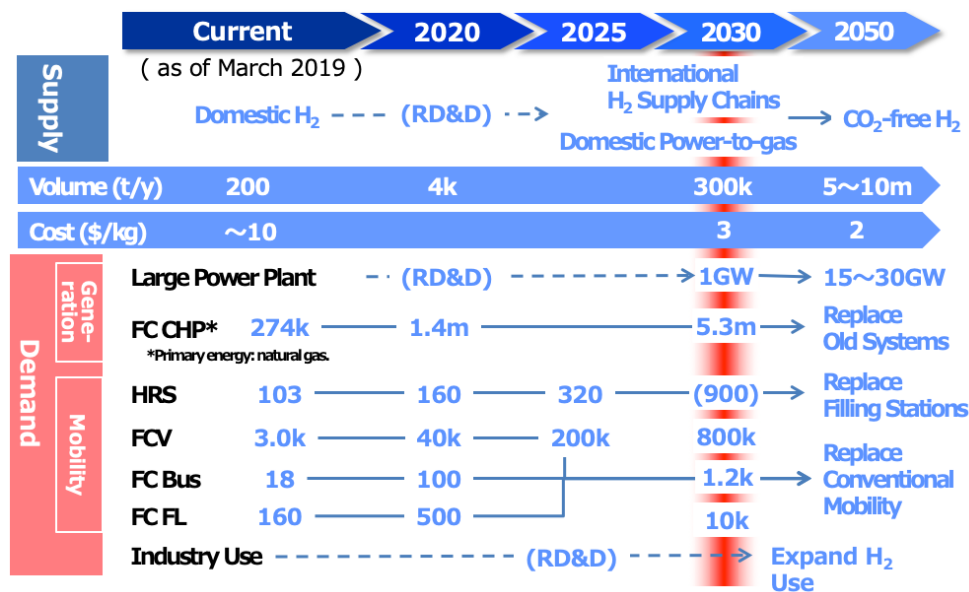 Current 2020 2025 2030 2050
( as of March 2019 )
Supply
International
H₂ Supply Chains
Domestic H₂ (RD&D)
CO₂-free H₂
Domestic Power-to-gas
Volume (t/y) 200 4k 300k 5～10m
Cost ($/kg) ～10 3 2
Demand
Gene-
ration
Large Power Plant (RD&D) 1GW 15～30GW
FC CHP* 274k 1.4m 5.3m
Replace
Old Systems
*Primary energy: natural gas.
Mobility
HRS 103 160 320 (900)
Replace
Filling Stations
FCV 3.0k 40k 200k 800k
FC Bus 18 100 1.2k
Replace
Conventional
Mobility
FC FL 160 500 10k
Industry Use (RD&D)
Expand H₂
Use